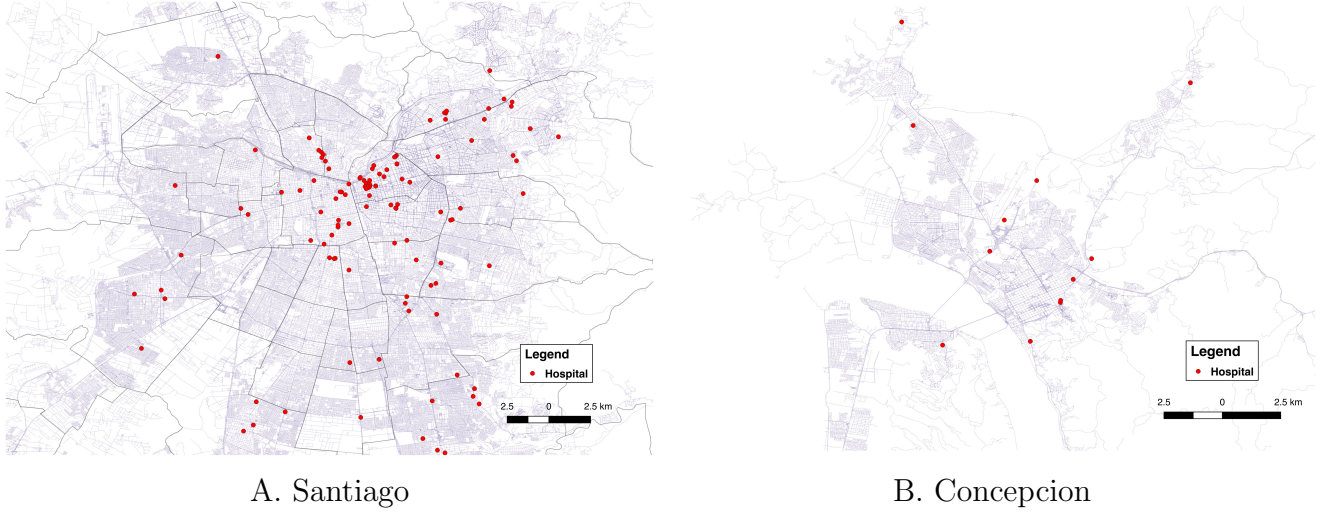 Legend
Hospital
2.5 0 2.5 km
A. Santiago
Legend
Hospital
2.5 0 2.5 km
B. Concepcion